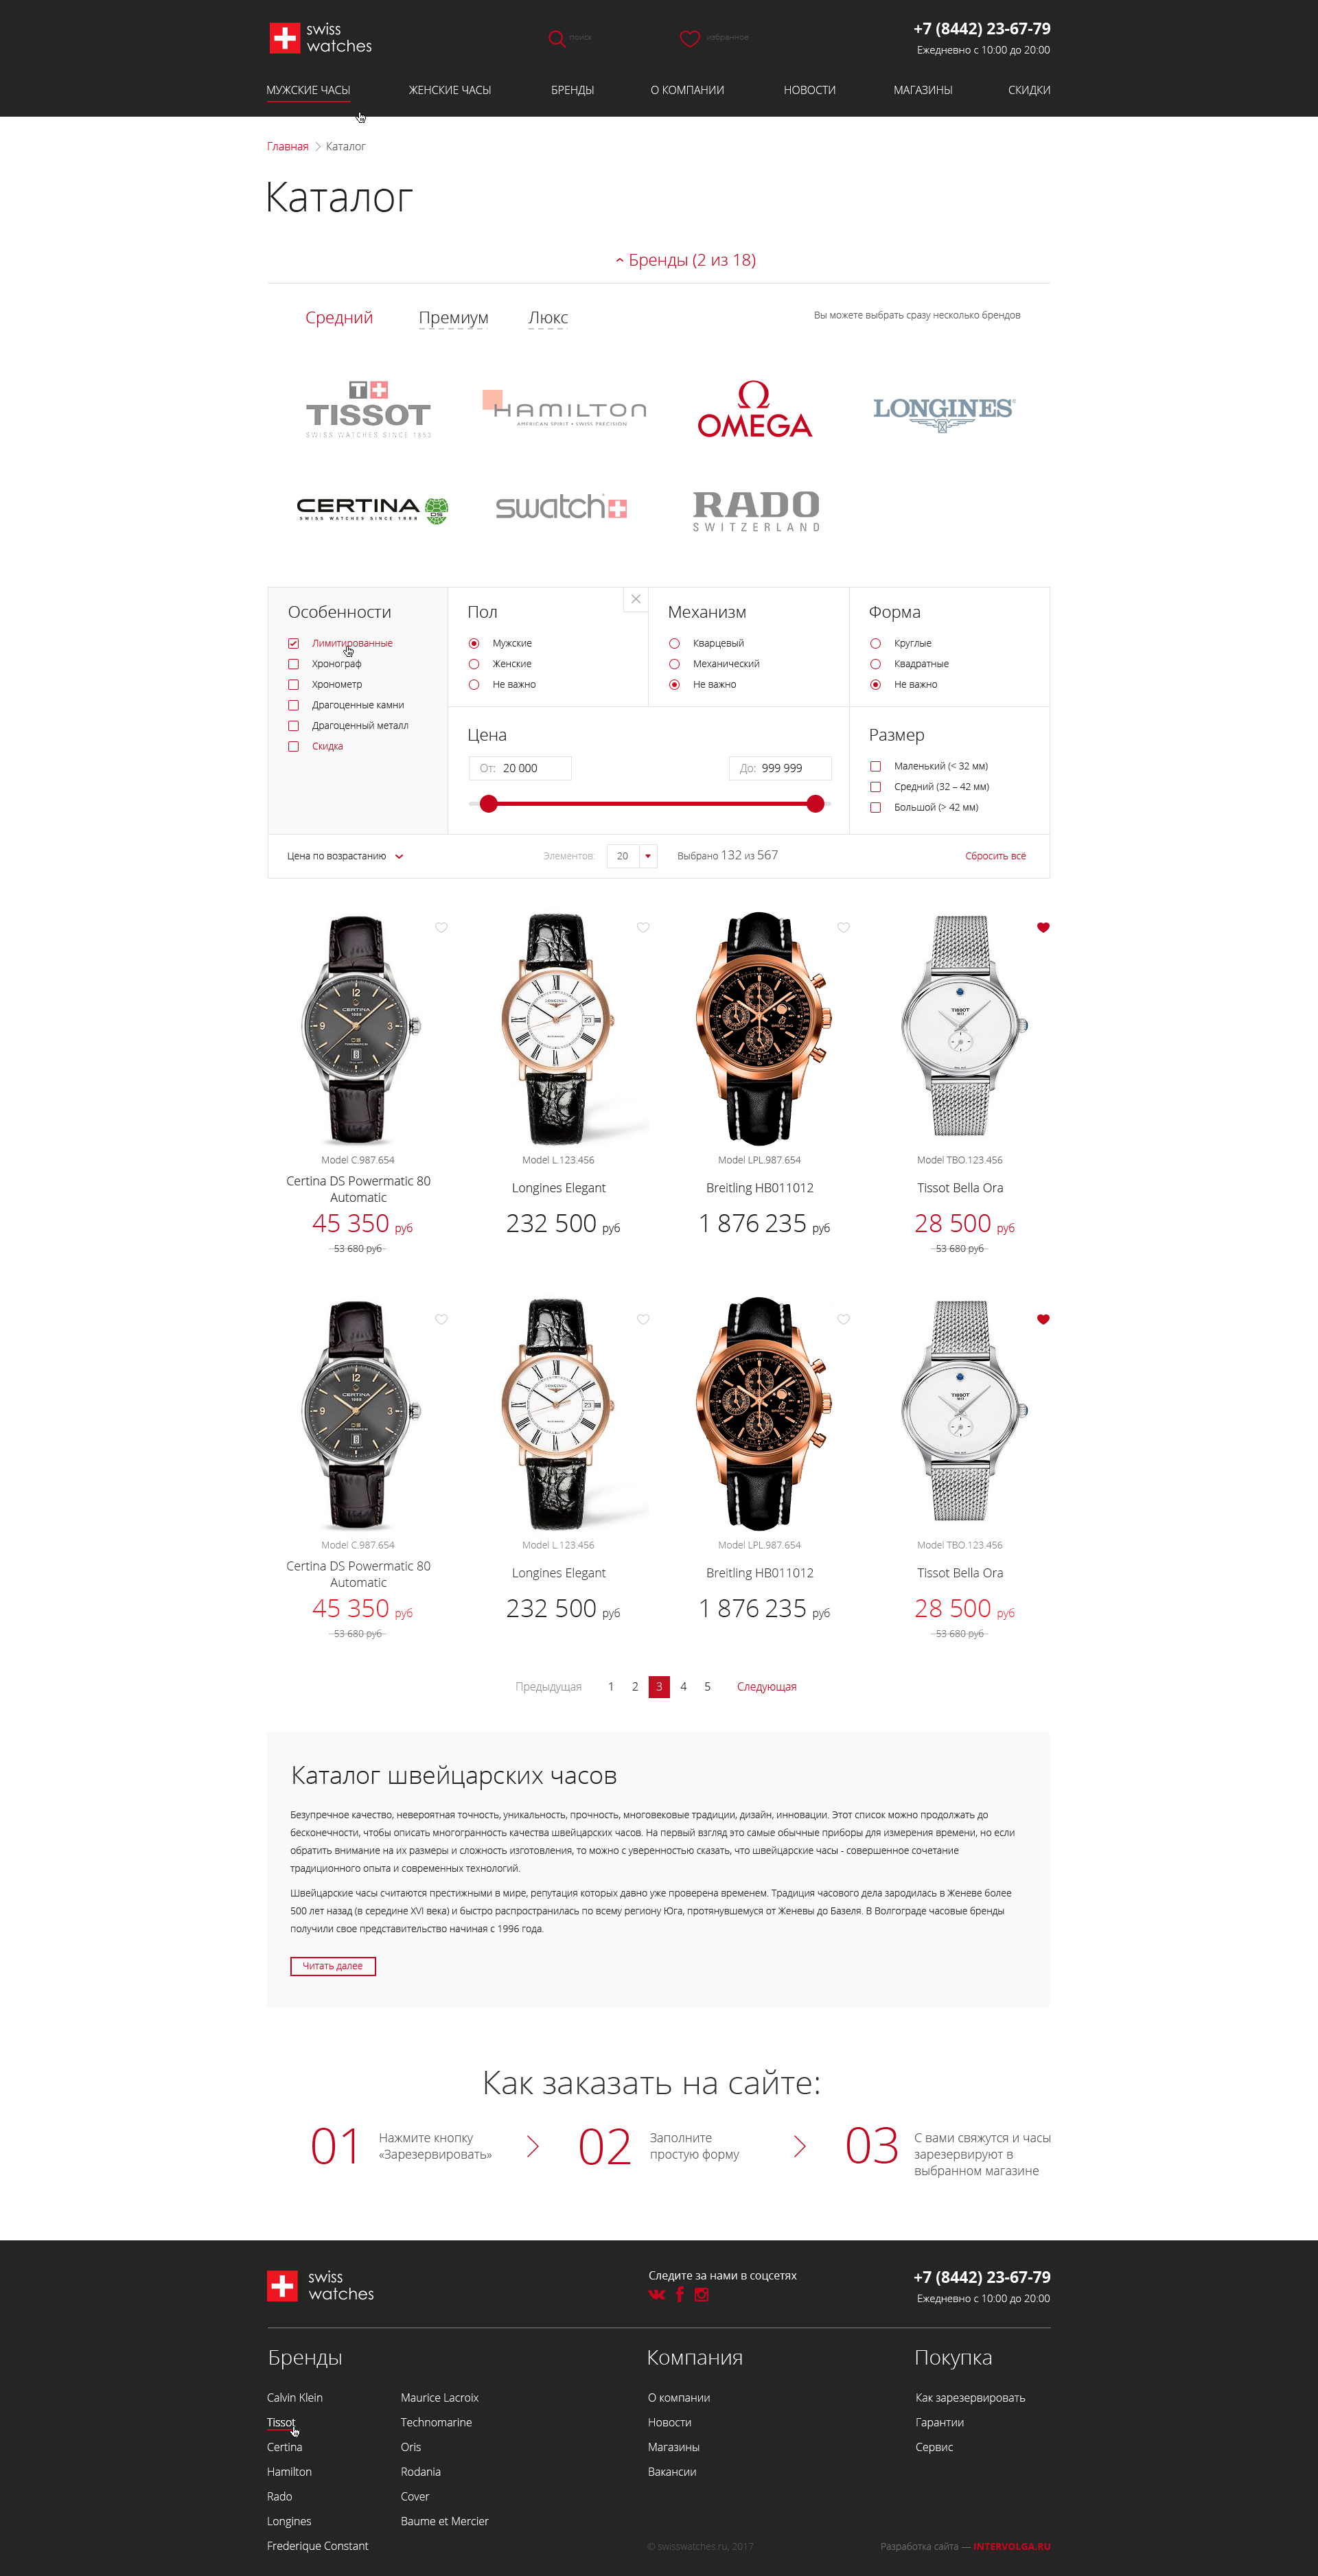 swiss
watches
поиск
избранное
+7 (8442) 23-67-79
Ежедневно с 10:00 до 20:00
МУЖСКИЕ ЧАСЫ
ЖЕНСКИЕ ЧАСЫ
БРЕНДЫ
О КОМПАНИИ
НОВОСТИ
МАГАЗИНЫ
СКИДКИ
Главная
Каталог
Каталог
Бренды (2 из 18)
Средний
Премиум
Люкс
Вы можете выбрать сразу несколько брендов
T+
TISSOT
SWISS WATCHES SINCE 1853
HAMILTON
AMERICAN SPIRIT • SWISS PRECISION
Ω
OMEGA
LONGINES
CERTINA
DS
SWISS WATCHES SINCE 1888
swatch
RADO
SWITZERLAND
Особенности
Лимитированные
Хронограф
Хронометр
Драгоценные камни
Драгоценный металл
Скидка
Пол
Мужские
Женские
Не важно
Механизм
Кварцевый
Механический
Не важно
Форма
Круглые
Квадратные
Не важно
Цена
От: 20 000
До: 999 999
Размер
Маленький (< 32 мм)
Средний (32 – 42 мм)
Большой (> 42 мм)
Цена по возрастанию
Элементов: 20
Выбрано 132 из 567
Сбросить всё
12
CERTINA
1888
9
3
LONGINES
23
BREITLING
TISSOT
Model C.987.654
Certina DS Powermatic 80
Automatic
45 350 руб
53 680 руб
Model L.123.456
Longines Elegant
232 500 руб
Model LPL.987.654
Breitling HB011012
1 876 235 руб
Model TBO.123.456
Tissot Bella Ora
28 500 руб
53 680 руб
12
CERTINA
1888
9
3
LONGINES
23
BREITLING
TISSOT
Model C.987.654
Certina DS Powermatic 80
Automatic
45 350 руб
53 680 руб
Model L.123.456
Longines Elegant
232 500 руб
Model LPL.987.654
Breitling HB011012
1 876 235 руб
Model TBO.123.456
Tissot Bella Ora
28 500 руб
53 680 руб
Предыдущая 1 2 3 4 5 Следующая
Каталог швейцарских часов
Безупречное качество, невероятная точность, уникальность, прочность, многовековые традиции, дизайн, инновации. Этот список можно продолжать до
бесконечности, чтобы описать многогранность качества швейцарских часов. На первый взгляд это самые обычные приборы для измерения времени, но если
обратить внимание на их размеры и сложность изготовления, то можно с уверенностью сказать, что швейцарские часы - совершенное сочетание
традиционного опыта и современных технологий.
Швейцарские часы считаются престижными в мире, репутация которых давно уже проверена временем. Традиция часового дела зародилась в Женеве более
500 лет назад (в середине XVI века) и быстро распространилась по всему региону Юга, протянувшемуся от Женевы до Базеля. В Волгограде часовые бренды
получили свое представительство начиная с 1996 года.
Читать далее
Как заказать на сайте:
01
Нажмите кнопку
«Зарезервировать»
02
Заполните
простую форму
03
С вами свяжутся и часы
зарезервируют в
выбранном магазине
swiss
watches
Следите за нами в соцсетях
+7 (8442) 23-67-79
Ежедневно с 10:00 до 20:00
Бренды
Calvin Klein
Tissot
Certina
Hamilton
Rado
Longines
Frederique Constant
Maurice Lacroix
Technomarine
Oris
Rodania
Cover
Baume et Mercier
Компания
О компании
Новости
Магазины
Вакансии
Покупка
Как зарезервировать
Гарантии
Сервис
© swisswatches.ru, 2017
Разработка сайта — INTERVOLGA.RU